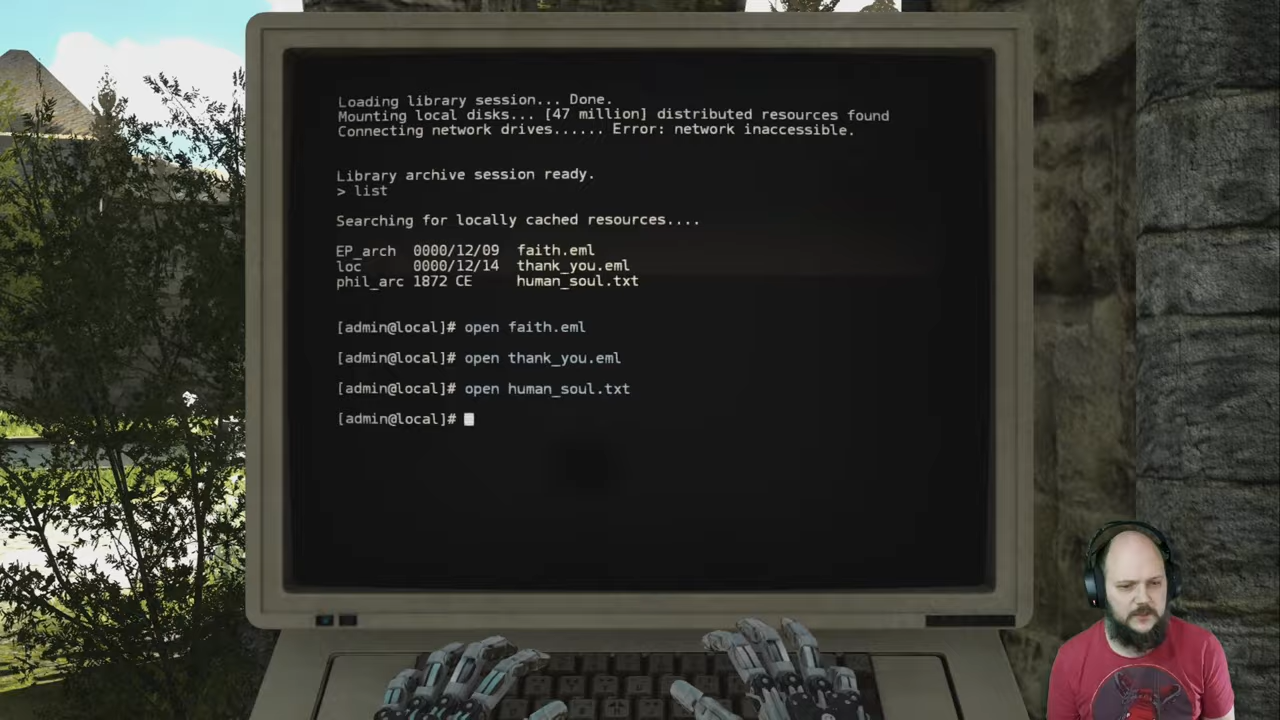 Loading library session... Done.
Mounting local disks... [47 million] distributed resources found
Connecting network drives...... Error: network inaccessible.
Library archive session ready.
> list
Searching for locally cached resources....
EP_arch 0000/12/09 faith.eml
loc 0000/12/14 thank_you.eml
phil_arc 1872 CE human_soul.txt
[admin@local]# open faith.eml
[admin@local]# open thank_you.eml
[admin@local]# open human_soul.txt
[admin@local]#